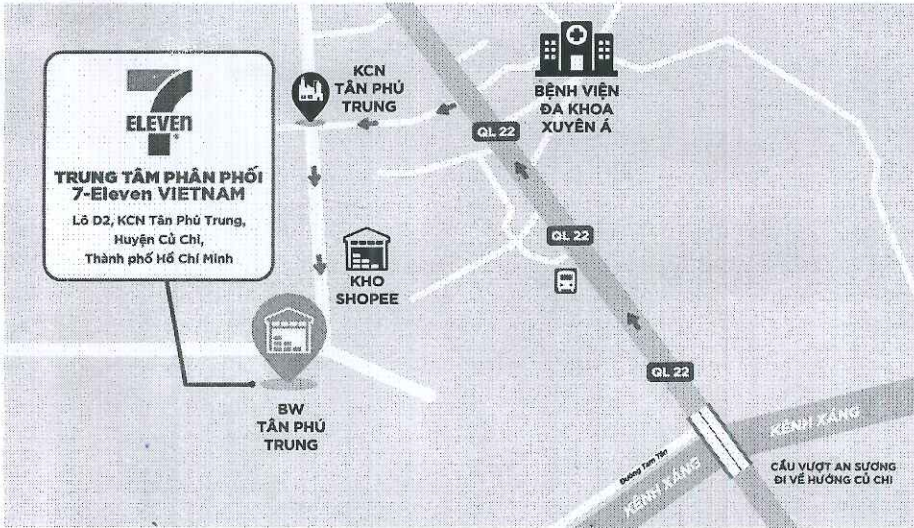 7
ELEVEN
TRUNG TÂM PHÂN PHỐI
7-Eleven VIETNAM
Lô D2, KCN Tân Phú Trung,
Huyện Củ Chi,
Thành phố Hồ Chí Minh
KCN
TÂN PHÚ
TRUNG
BỆNH VIỆN
ĐA KHOA
XUYÊN Á
QL 22
QL 22
KHO
SHOPEE
QL 22
BW
TÂN PHÚ
TRUNG
KÊNH XÁNG
Đường Tam Tân
KÊNH XÁNG
CẦU VƯỢT AN SƯƠNG
ĐI VỀ HƯỚNG CỦ CHI